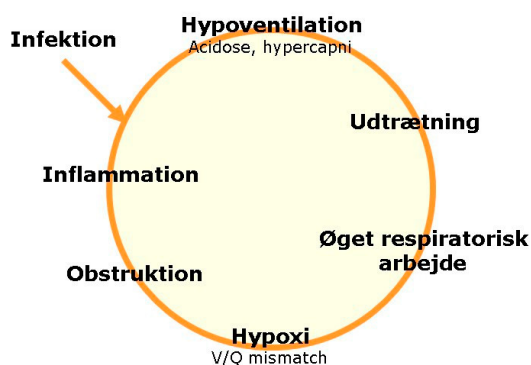 Hypoventilation
Acidose, hypercapni
Infektion
Udtrætning
Inflammation
Øget respiratorisk
arbejde
Obstruktion
Hypoxi
V/Q mismatch